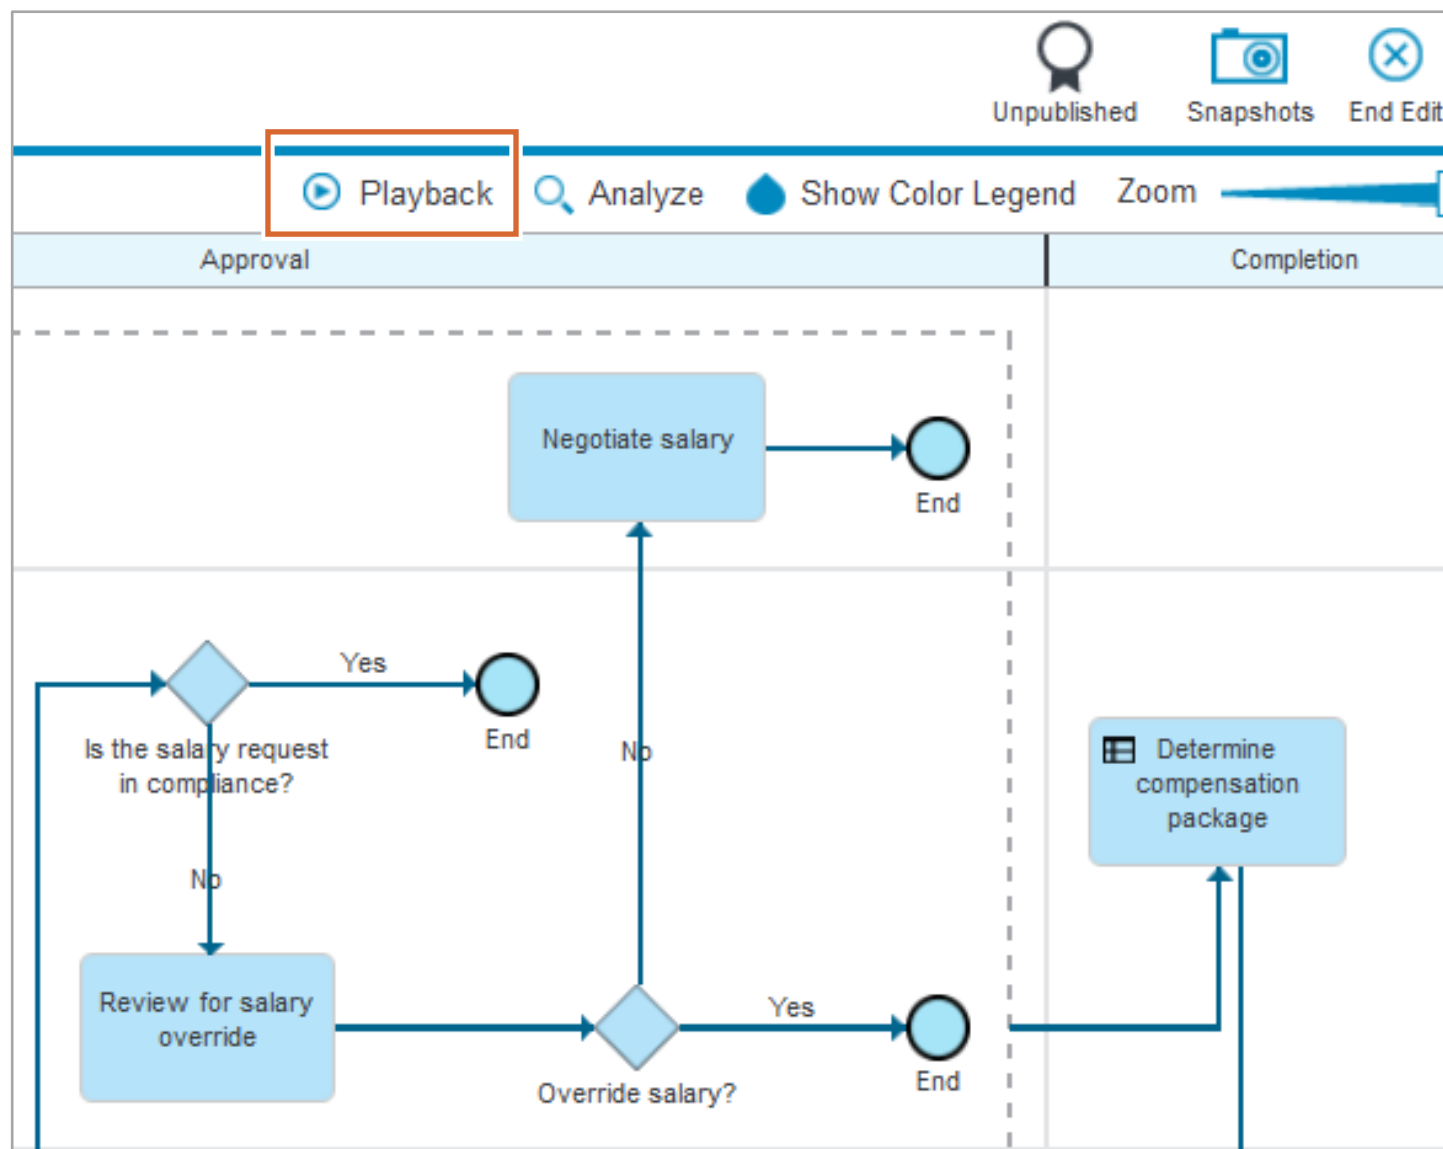 Unpublished
Snapshots
End Edit
Playback
Analyze
Show Color Legend
Zoom
Approval
Completion
Negotiate salary
End
Yes
End
Is the salary request
in compliance?
No
No
Determine
compensation
package
Review for salary
override
Yes
End
Override salary?